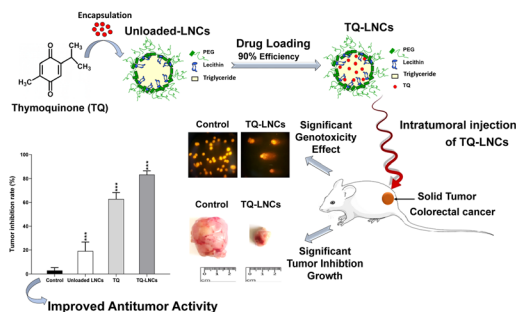 Encapsulation
Unloaded-LNCs
TQ-LNCs
O
CH₃
CH₃
H₃C
O
Thymoquinone (TQ)
PEG
Lecithin
Triglyceride
Drug Loading
90% Efficiency
PEG
Lecithin
Triglyceride
TQ
Control TQ-LNCs
Significant
Genotoxicity
Effect
Intratumoral injection
of TQ-LNCs
Tumor inhibition rate (%)
100
80
60
40
20
0
***
***
***
Control Unloaded LNCs TQ TQ-LNCs
Control TQ-LNCs
Solid Tumor
Colorectal cancer
Significant
Tumor Inhibtion
Growth
Improved Antitumor Activity